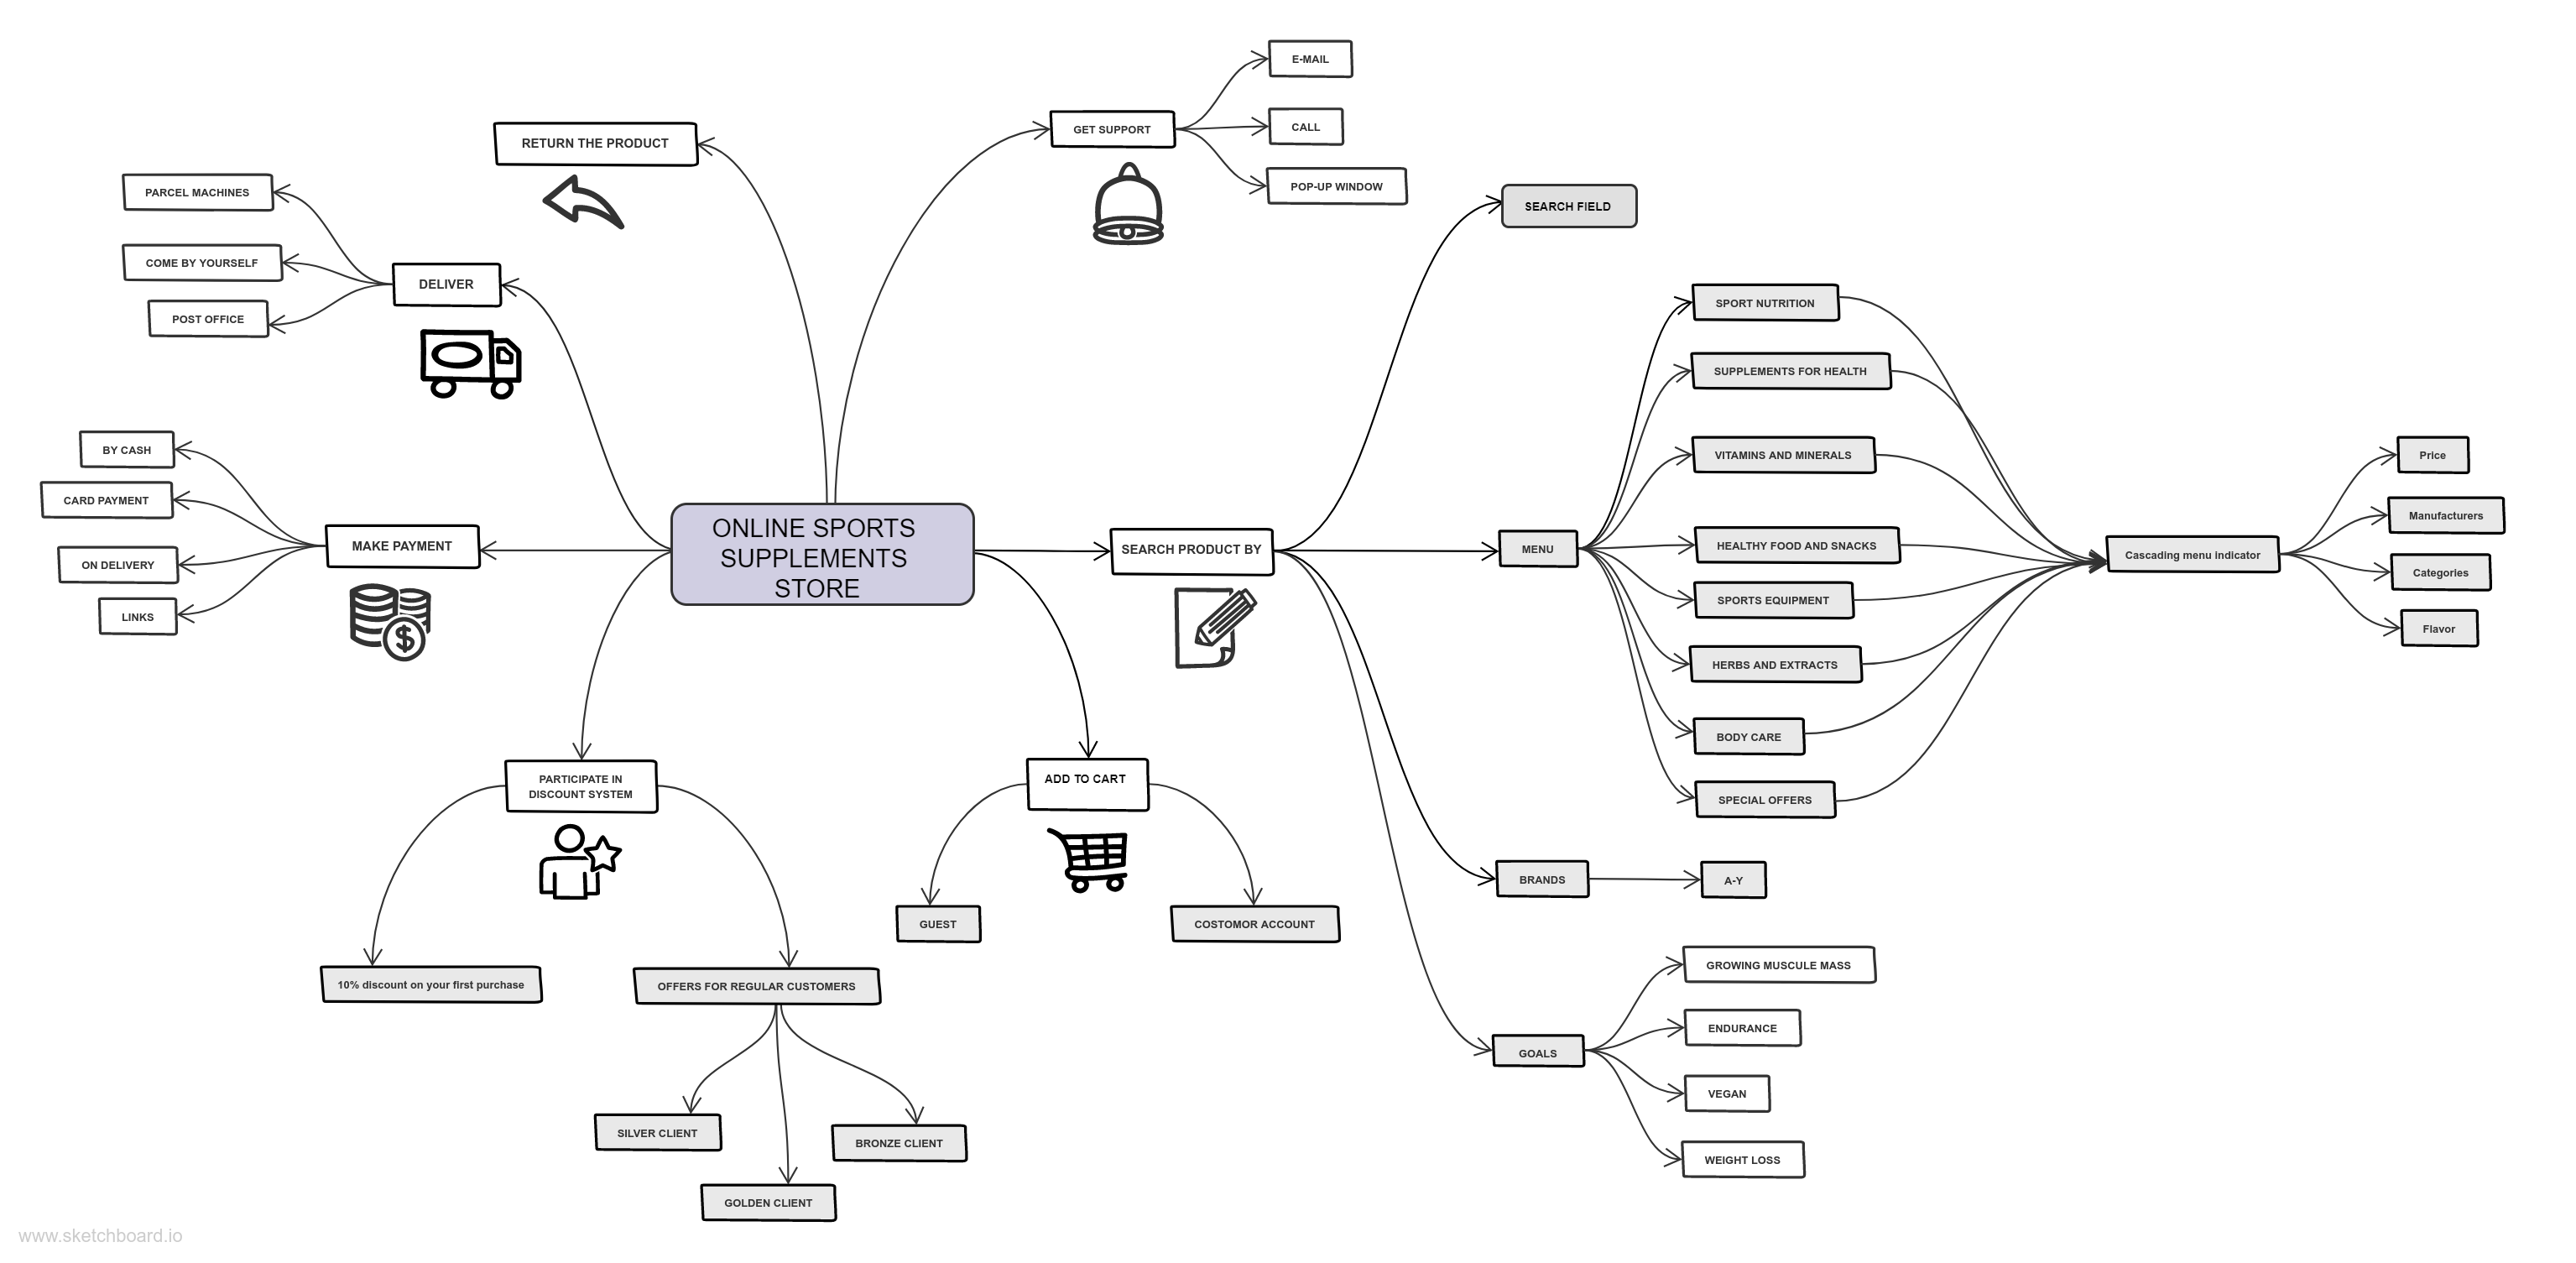 E-MAIL
GET SUPPORT
CALL
POP-UP WINDOW
RETURN THE PRODUCT
PARCEL MACHINES
COME BY YOURSELF
DELIVER
POST OFFICE
BY CASH
CARD PAYMENT
MAKE PAYMENT
ON DELIVERY
LINKS
ONLINE SPORTS
SUPPLEMENTS
STORE
SEARCH PRODUCT BY
SEARCH FIELD
MENU
SPORT NUTRITION
SUPPLEMENTS FOR HEALTH
VITAMINS AND MINERALS
HEALTHY FOOD AND SNACKS
SPORTS EQUIPMENT
HERBS AND EXTRACTS
BODY CARE
SPECIAL OFFERS
Cascading menu indicator
Price
Manufacturers
Categories
Flavor
BRANDS
A-Y
GOALS
GROWING MUSCULE MASS
ENDURANCE
VEGAN
WEIGHT LOSS
PARTICIPATE IN
DISCOUNT SYSTEM
ADD TO CART
GUEST
COSTOMOR ACCOUNT
10% discount on your first purchase
OFFERS FOR REGULAR CUSTOMERS
SILVER CLIENT
BRONZE CLIENT
GOLDEN CLIENT
www.sketchboard.io